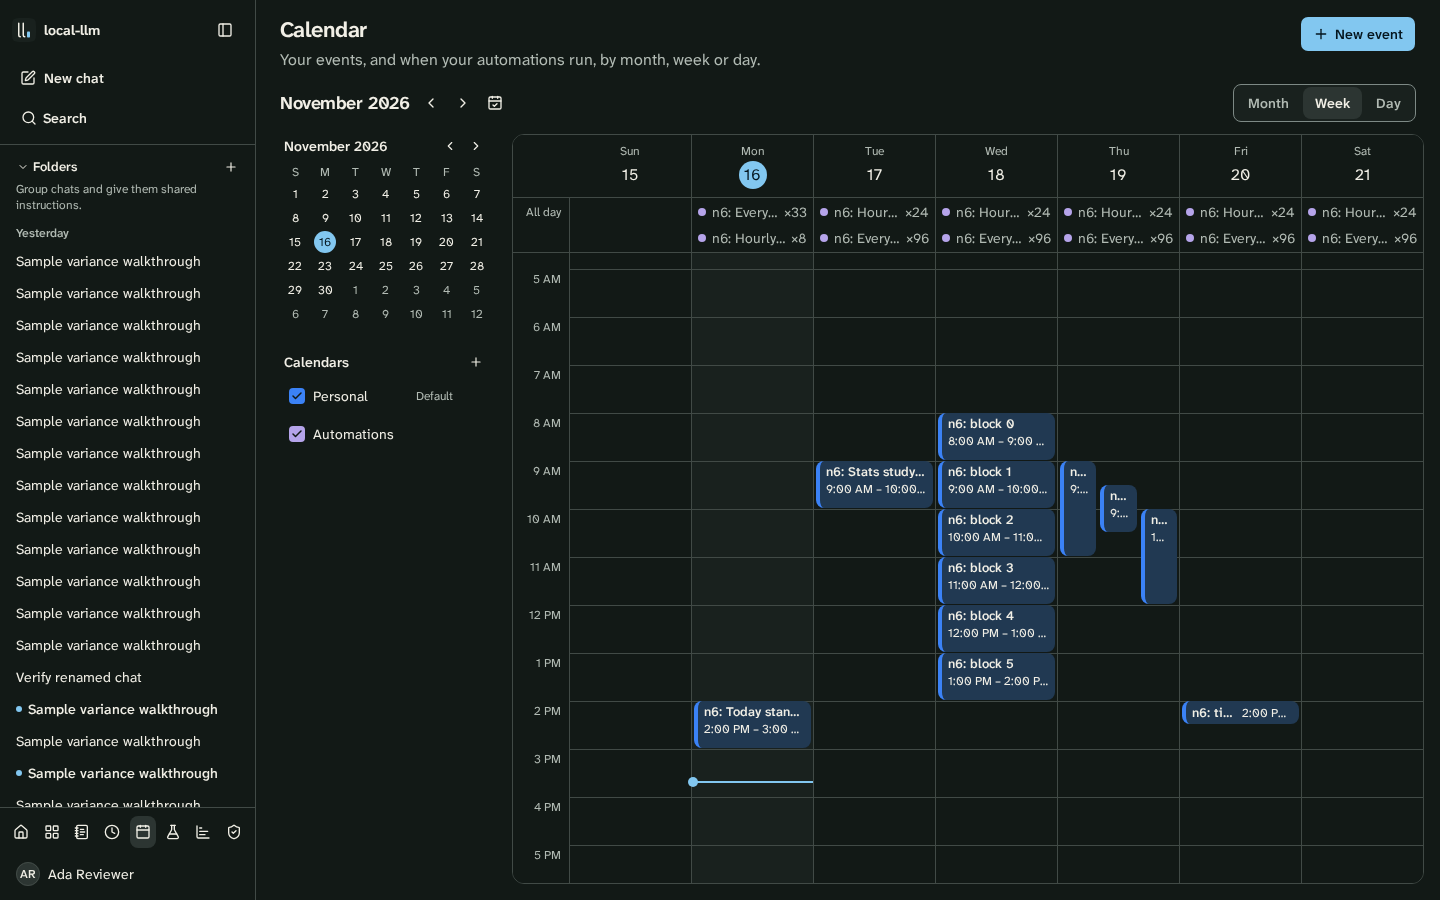 local-llm
New chat
Search
Folders
Group chats and give them shared
instructions.
Yesterday
Sample variance walkthrough
Sample variance walkthrough
Sample variance walkthrough
Sample variance walkthrough
Sample variance walkthrough
Sample variance walkthrough
Sample variance walkthrough
Sample variance walkthrough
Sample variance walkthrough
Sample variance walkthrough
Sample variance walkthrough
Sample variance walkthrough
Sample variance walkthrough
Verify renamed chat
Sample variance walkthrough
Sample variance walkthrough
Sample variance walkthrough
Sample variance walkthrough
AR Ada Reviewer
Calendar
Your events, and when your automations run, by month, week or day.
New event
November 2026
Month Week Day
November 2026
S M T W T F S
1 2 3 4 5 6 7
8 9 10 11 12 13 14
15 16 17 18 19 20 21
22 23 24 25 26 27 28
29 30 1 2 3 4 5
6 7 8 9 10 11 12
Calendars
Personal Default
Automations
Sun Mon Tue Wed Thu Fri Sat
15 16 17 18 19 20 21
All day
n6: Every... ×33
n6: Hourly... ×8
n6: Hour... ×24
n6: Every... ×96
n6: Hour... ×24
n6: Every... ×96
n6: Hour... ×24
n6: Every... ×96
n6: Hour... ×24
n6: Every... ×96
n6: Hour... ×24
n6: Every... ×96
5 AM
6 AM
7 AM
8 AM
9 AM
10 AM
11 AM
12 PM
1 PM
2 PM
3 PM
4 PM
5 PM
n6: Today stan...
2:00 PM – 3:00 ...
n6: Stats study...
9:00 AM – 10:00...
n6: block 0
8:00 AM – 9:00 ...
n6: block 1
9:00 AM – 10:00...
n6: block 2
10:00 AM – 11:0...
n6: block 3
11:00 AM – 12:00...
n6: block 4
12:00 PM – 1:00 ...
n6: block 5
1:00 PM – 2:00 P...
n...
9:...
n...
9:...
n...
1...
n6: ti... 2:00 P...